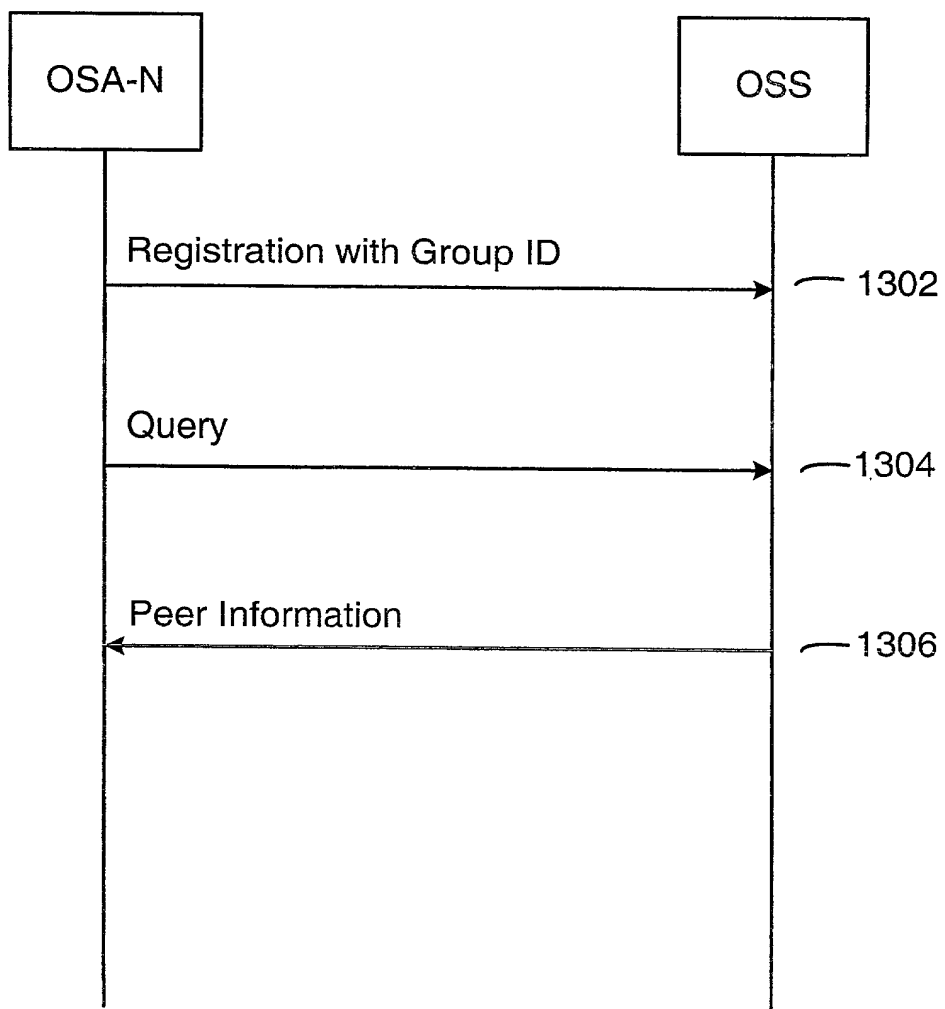 OSA-N
OSS
Registration with Group ID
1302
Query
1304
Peer Information
1306